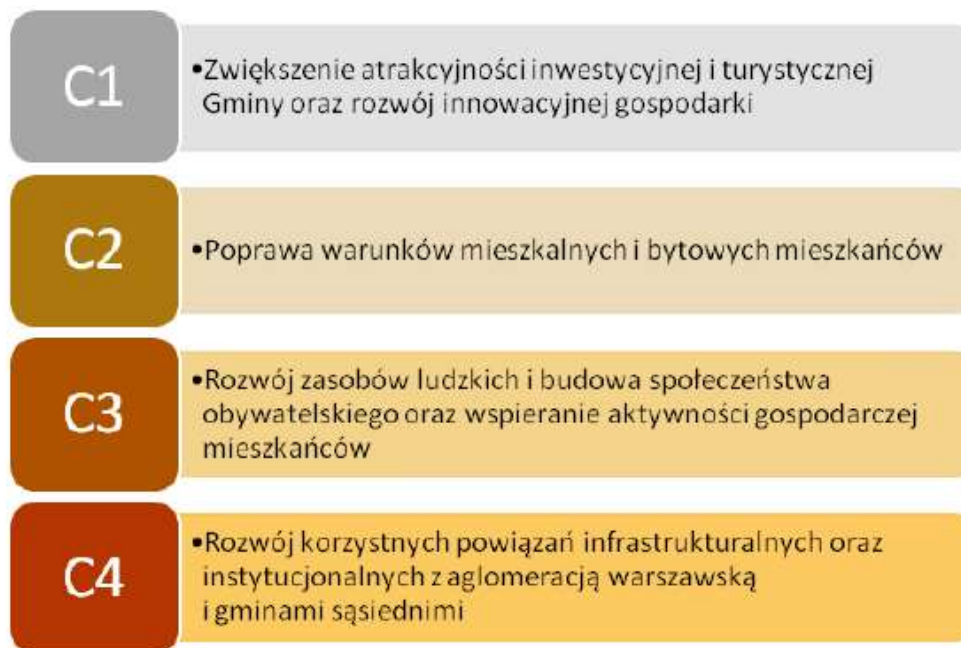 C1
•Zwiększenie atrakcyjności inwestycyjnej i turystycznej
Gminy oraz rozwój innowacyjnej gospodarki
C2
•Poprawa warunków mieszkalnych i bytowych mieszkańców
C3
•Rozwój zasobów ludzkich i budowa społeczeństwa
obywatelskiego oraz wspieranie aktywności gospodarczej
mieszkańców
C4
•Rozwój korzystnych powiązań infrastrukturalnych oraz
instytucjonalnych z aglomeracją warszawską
i gminami sąsiednimi